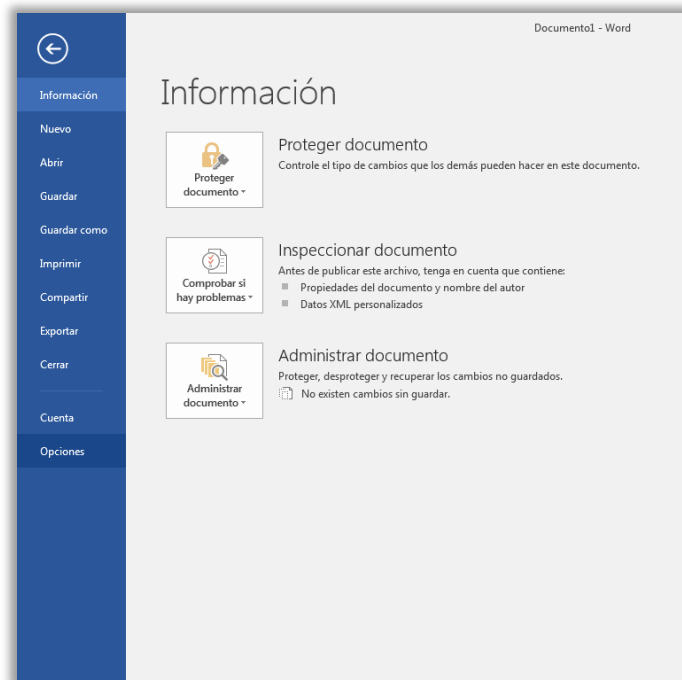 Documento1 - Word
Información
Nuevo
Abrir
Guardar
Guardar como
Imprimir
Compartir
Exportar
Cerrar
Cuenta
Opciones
Información
Proteger
documento
Proteger documento
Controle el tipo de cambios que los demás pueden hacer en este documento.
Comprobar si
hay problemas
Inspeccionar documento
Antes de publicar este archivo, tenga en cuenta que contiene:
Propiedades del documento y nombre del autor
Datos XML personalizados
Administrar
documento
Administrar documento
Proteger, desproteger y recuperar los cambios no guardados.
No existen cambios sin guardar.